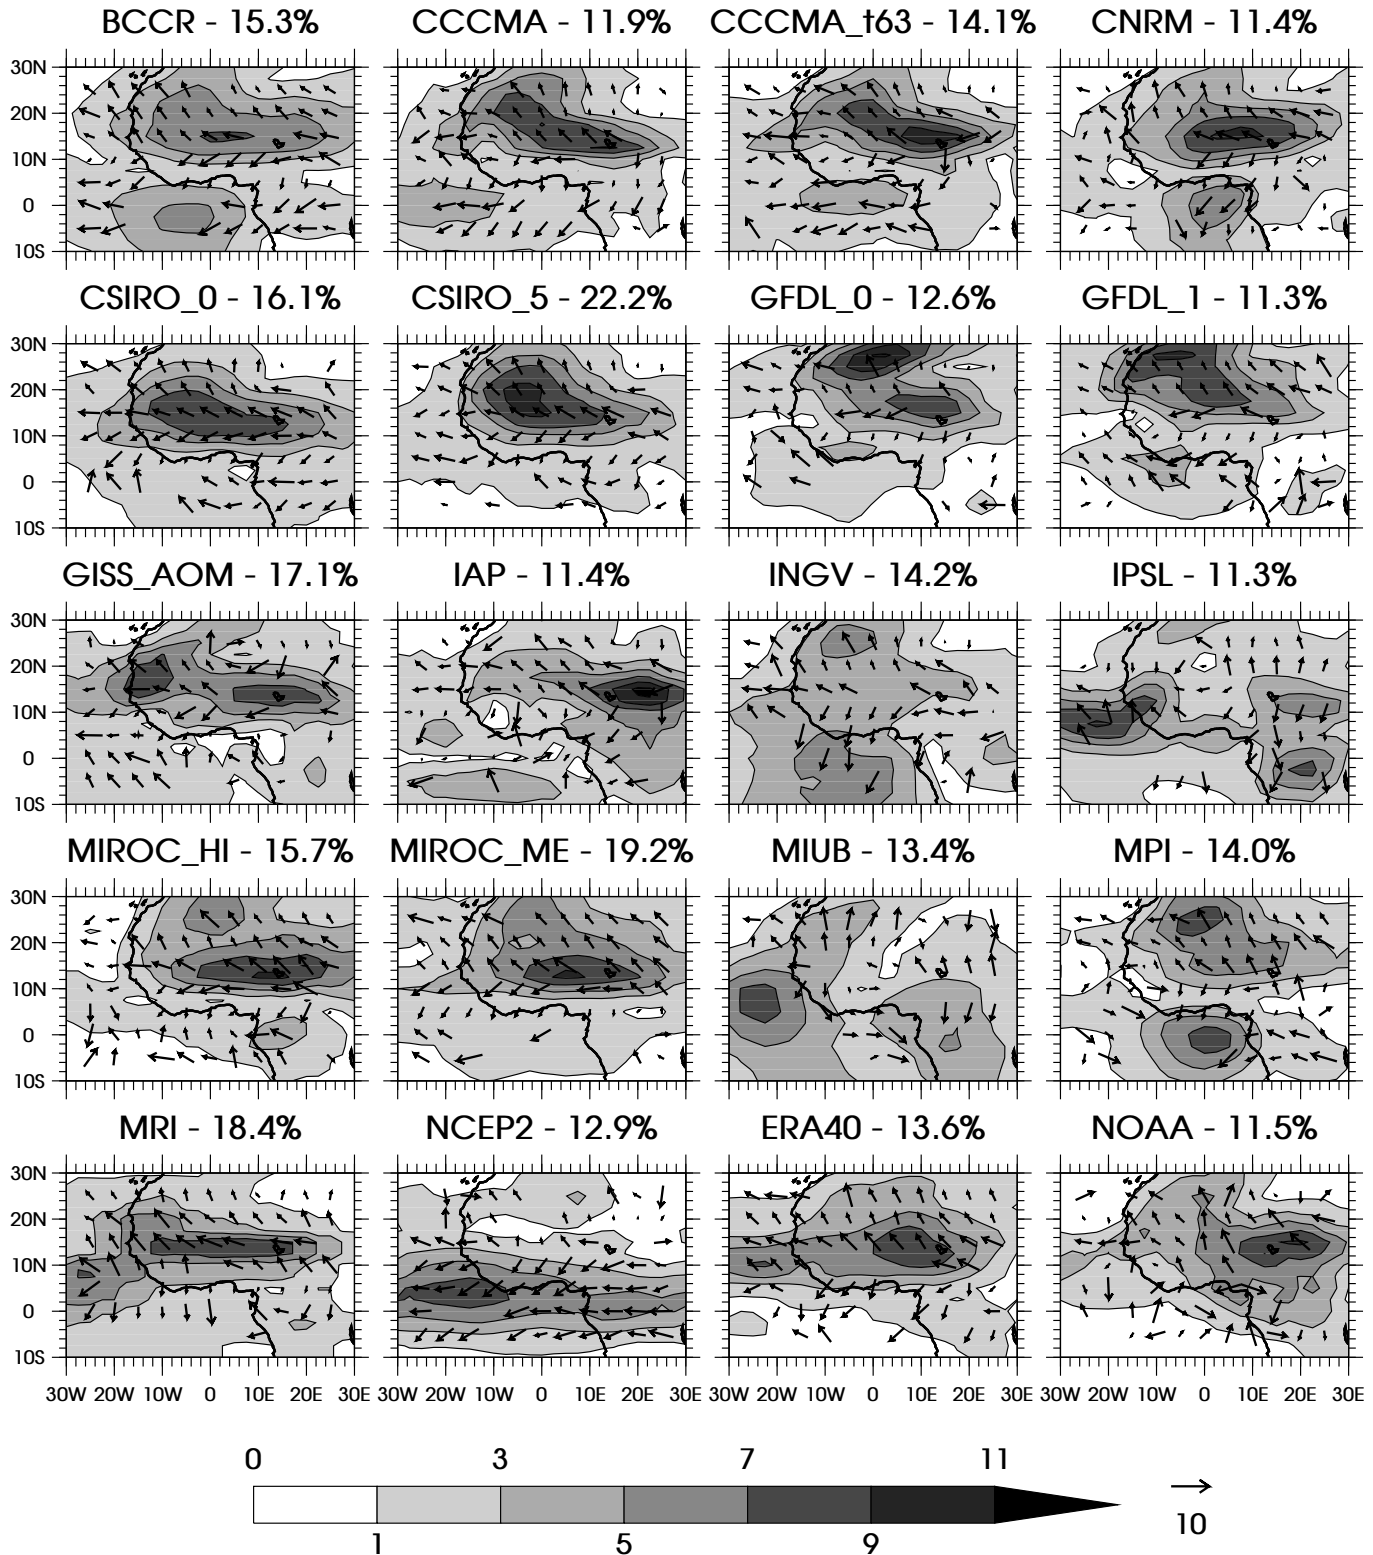 BCCR - 15.3% CCCMA - 11.9% CCCMA_t63 - 14.1% CNRM - 11.4%
30N
20N
10N
0
10S
CSIRO_0 - 16.1% CSIRO_5 - 22.2% GFDL_0 - 12.6% GFDL_1 - 11.3%
30N
20N
10N
0
10S
GISS_AOM - 17.1% IAP - 11.4% INGV - 14.2% IPSL - 11.3%
30N
20N
10N
0
10S
MIROC_HI - 15.7% MIROC_ME - 19.2% MIUB - 13.4% MPI - 14.0%
30N
20N
10N
0
10S
MRI - 18.4% NCEP2 - 12.9% ERA40 - 13.6% NOAA - 11.5%
30N
20N
10N
0
10S
30W 20W 10W 0 10E 20E 30E 30W 20W 10W 0 10E 20E 30E 30W 20W 10W 0 10E 20E 30E 30W 20W 10W 0 10E 20E 30E
0 3 7 11
1 5 9 10